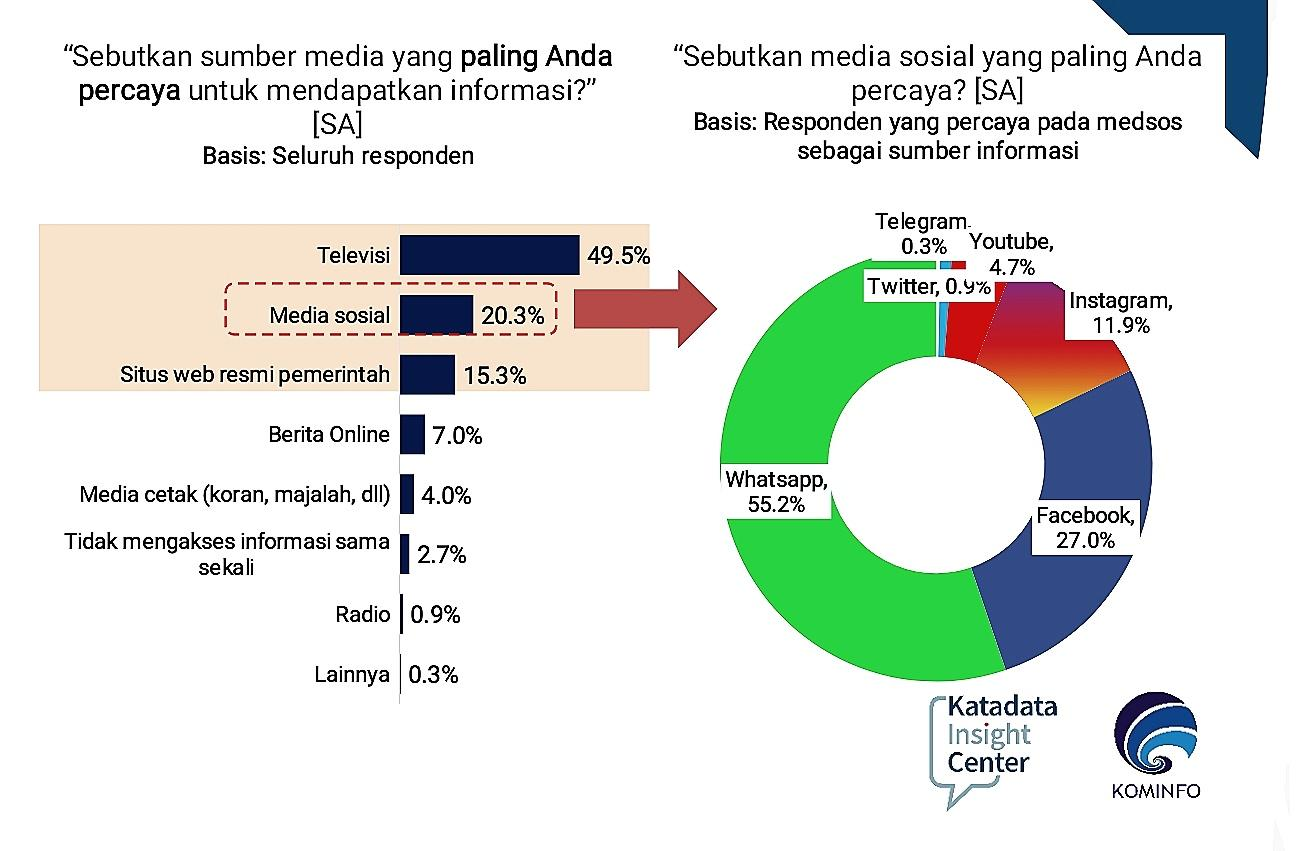 “Sebutkan sumber media yang paling Anda
percaya untuk mendapatkan informasi?”
[SA]
Basis: Seluruh responden
Televisi
49.5%
Media sosial
20.3%
Situs web resmi pemerintah
15.3%
Berita Online
7.0%
Media cetak (koran, majalah, dll)
4.0%
Tidak mengakses informasi sama
sekali
2.7%
Radio
0.9%
Lainnya
0.3%
“Sebutkan media sosial yang paling Anda
percaya? [SA]
Basis: Responden yang percaya pada medsos
sebagai sumber informasi
Telegram
0.3%
Youtube,
4.7%
Twitter, 0.9%
Instagram,
11.9%
Whatsapp,
55.2%
Facebook,
27.0%
Katadata
Insight
Center
KOMINFO